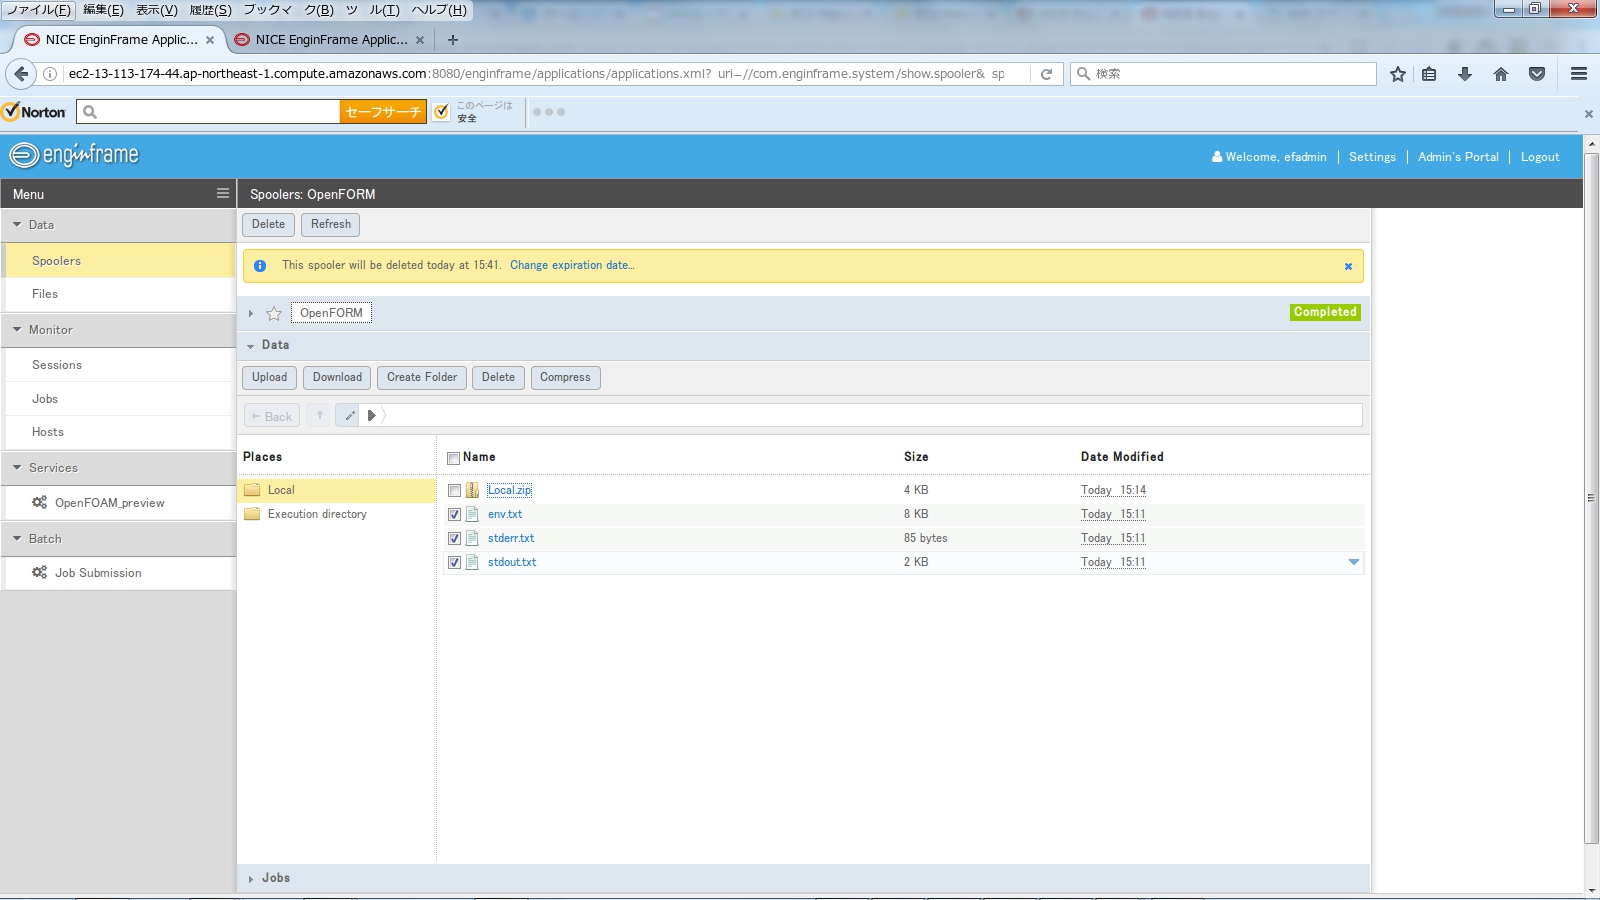 ファイル(F) 編集(E) 表示(V) 履歴(S) ブックマーク(B) ツール(T) ヘルプ(H)
NICE EnginFrame Applic... × NICE EnginFrame Applic... × +
ec2-13-113-174-44.ap-northeast-1.compute.amazonaws.com:8080/enginframe/applications/applications.xml?_uri=//com.enginframe.system/show.spooler&_sp
検索
Norton
セーフサーチ
このページは
安全
enginframe
Welcome, efadmin | Settings | Admin's Portal | Logout
Menu
Spoolers: OpenFORM
Data
Delete Refresh
Spoolers
This spooler will be deleted today at 15:41. Change expiration date...
Files
OpenFORM Completed
Monitor
Data
Sessions
Upload Download Create Folder Delete Compress
Jobs
← Back
Hosts
Places Name Size Date Modified
Services
Local Local.zip 4 KB Today 15:14
OpenFOAM_preview
Execution directory env.txt 8 KB Today 15:11
Batch
stderr.txt 85 bytes Today 15:11
Job Submission
stdout.txt 2 KB Today 15:11
Jobs